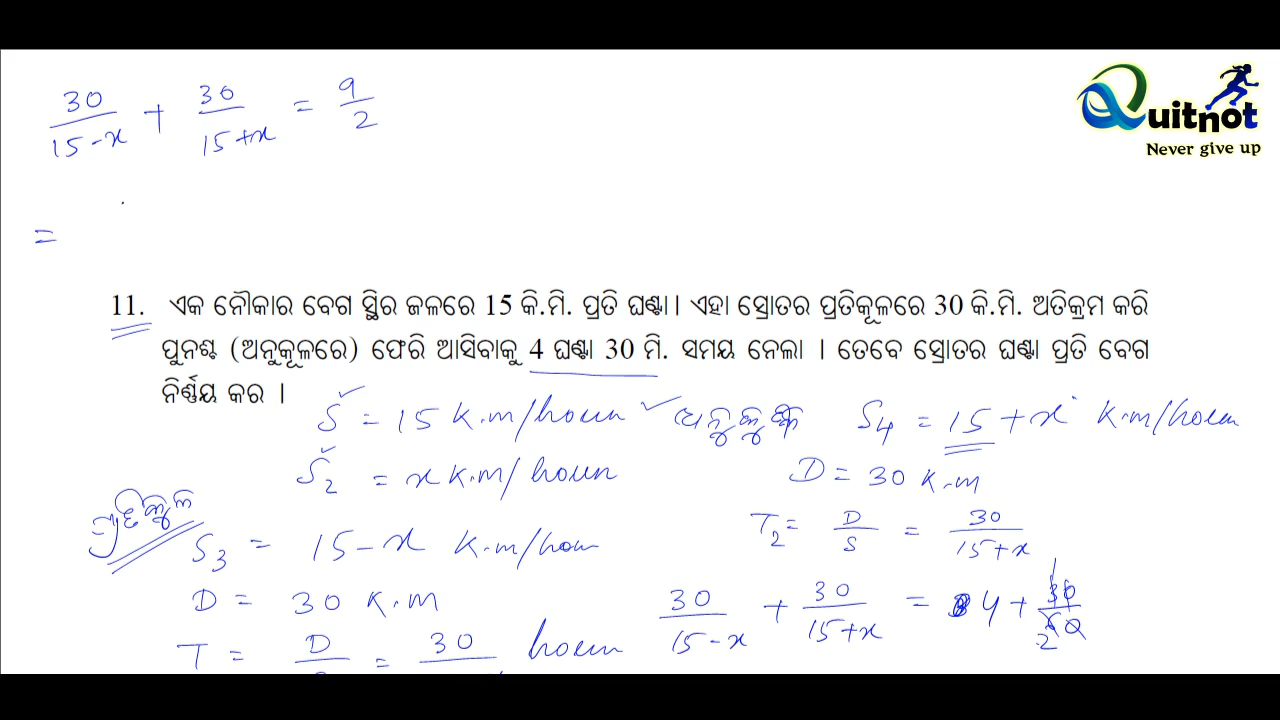 30/(15-x) + 30/(15+x) = 9/2
Quitnot
Never give up
=
11. ଏକ ନୌକାର ବେଗ ସ୍ଥିର ଜଳରେ 15 କି.ମି. ପ୍ରତି ଘଣ୍ଟା। ଏହା ସ୍ରୋତର ପ୍ରତିକୂଳରେ 30 କି.ମି. ଅତିକ୍ରମ କରି
ପୁନଶ୍ଚ (ଅନୁକୂଳରେ) ଫେରି ଆସିବାକୁ 4 ଘଣ୍ଟା 30 ମି. ସମୟ ନେଲା । ତେବେ ସ୍ରୋତର ଘଣ୍ଟା ପ୍ରତି ବେଗ
ନିର୍ଣ୍ଣୟ କର ।
S = 15 K.m/hour
S₄ = 15 + x K.m/hour
S₂ = x K.m/hour
D = 30 K.m
ପ୍ରତିକୂଳ
S₃ = 15 - x K.m/hour
T₂ = D/S = 30/(15+x)
D = 30 K.m
30/(15-x) + 30/(15+x) = 4 + 30/60
1
2
T = D = 30 hour